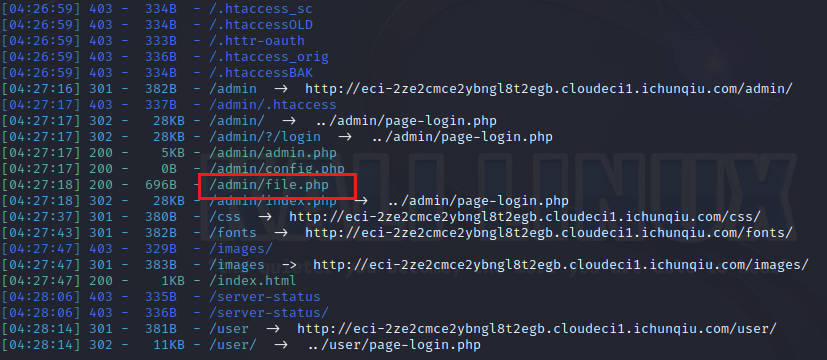 [04:26:59] 403 - 334B - /.htaccess_sc
[04:26:59] 403 - 334B - /.htaccessOLD
[04:26:59] 403 - 333B - /.httr-oauth
[04:26:59] 403 - 336B - /.htaccess_orig
[04:26:59] 403 - 334B - /.htaccessBAK
[04:27:16] 301 - 382B - /admin -> http://eci-2ze2cmce2ybngl8t2egb.cloudeci1.ichunqiu.com/admin/
[04:27:17] 403 - 337B - /admin/.htaccess
[04:27:17] 302 - 28KB - /admin/ -> ../admin/page-login.php
[04:27:17] 302 - 28KB - /admin/?/login -> ../admin/page-login.php
[04:27:17] 200 - 5KB - /admin/admin.php
[04:27:17] 200 - 0B - /admin/config.php
[04:27:18] 200 - 696B - /admin/file.php
[04:27:18] 302 - 28KB - /admin/index.php -> ../admin/page-login.php
[04:27:37] 301 - 380B - /css -> http://eci-2ze2cmce2ybngl8t2egb.cloudeci1.ichunqiu.com/css/
[04:27:43] 301 - 382B - /fonts -> http://eci-2ze2cmce2ybngl8t2egb.cloudeci1.ichunqiu.com/fonts/
[04:27:47] 403 - 329B - /images/
[04:27:47] 301 - 383B - /images -> http://eci-2ze2cmce2ybngl8t2egb.cloudeci1.ichunqiu.com/images/
[04:27:47] 200 - 1KB - /index.html
[04:28:06] 403 - 335B - /server-status
[04:28:06] 403 - 336B - /server-status/
[04:28:14] 301 - 381B - /user -> http://eci-2ze2cmce2ybngl8t2egb.cloudeci1.ichunqiu.com/user/
[04:28:14] 302 - 11KB - /user/ -> ../user/page-login.php
KALI LINUX